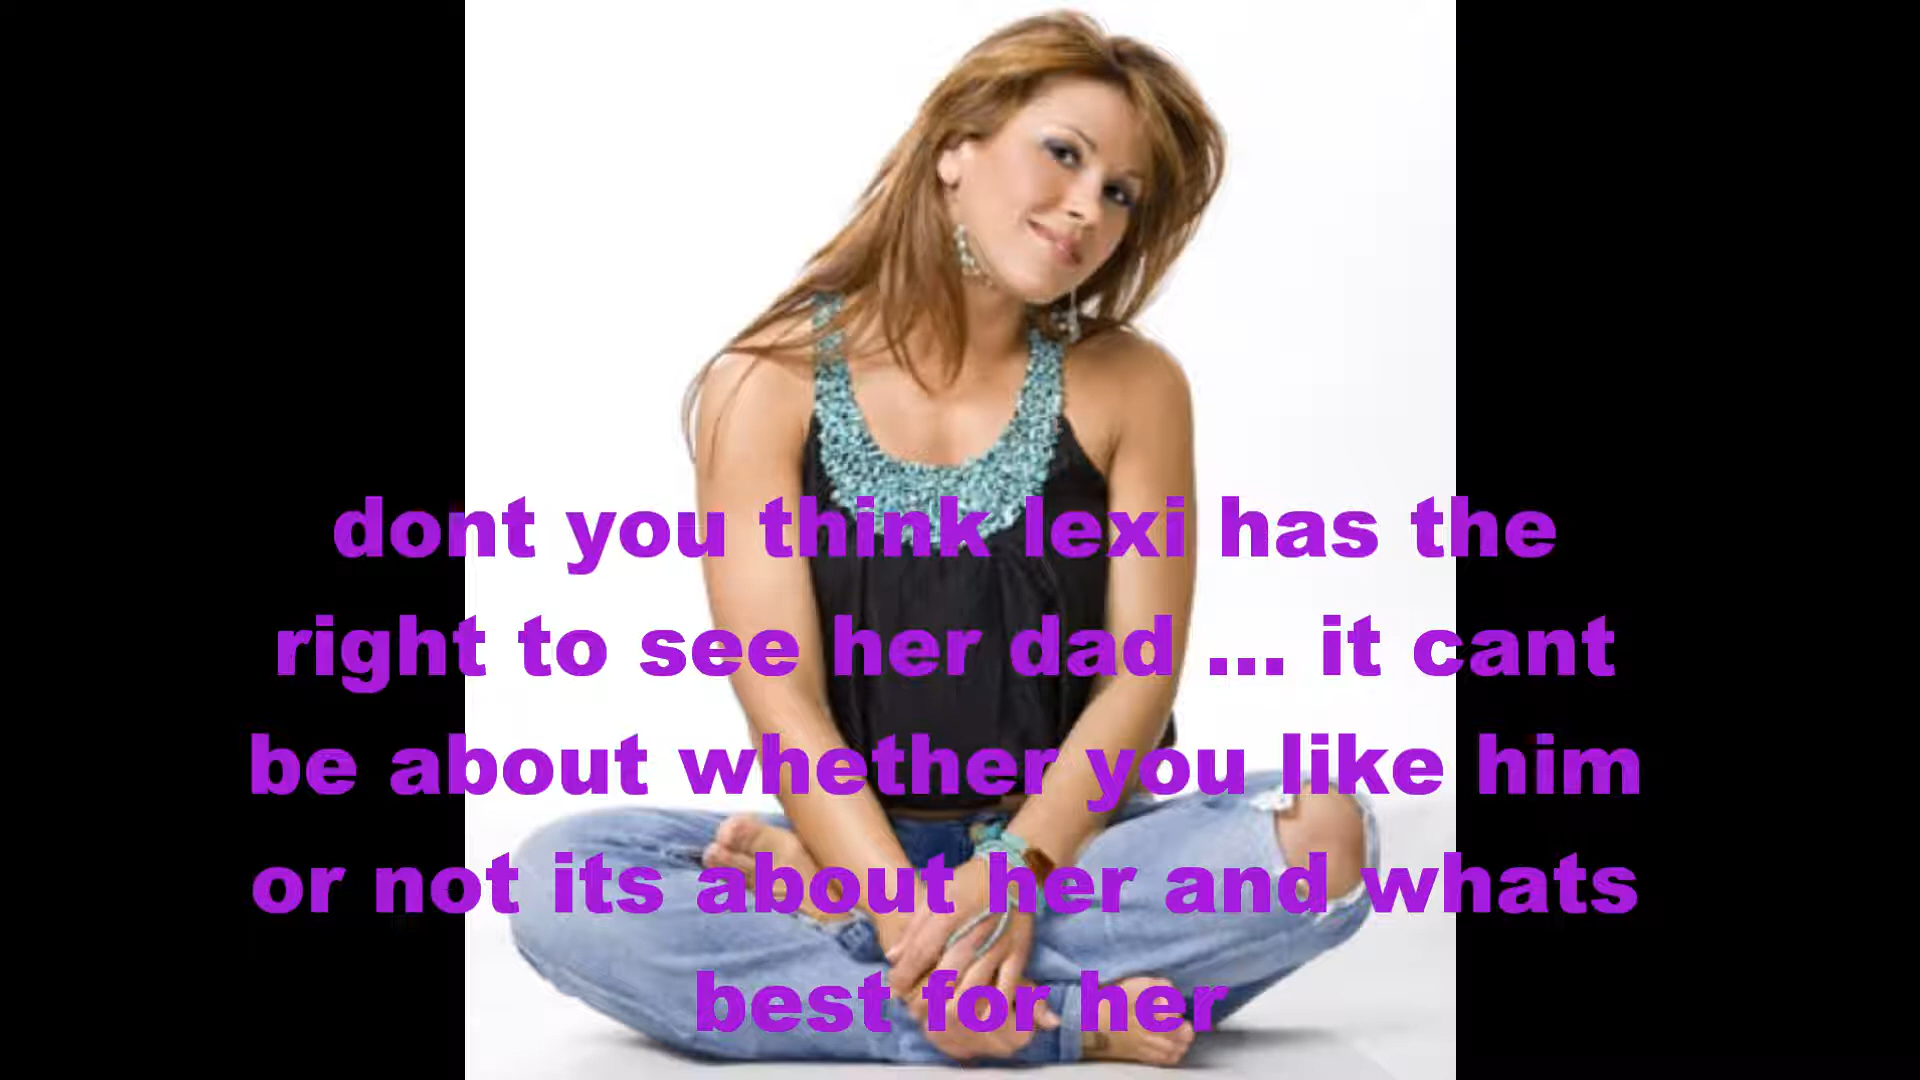 dont you think lexi has the
right to see her dad ... it cant
be about whether you like him
or not its about her and whats
best for her